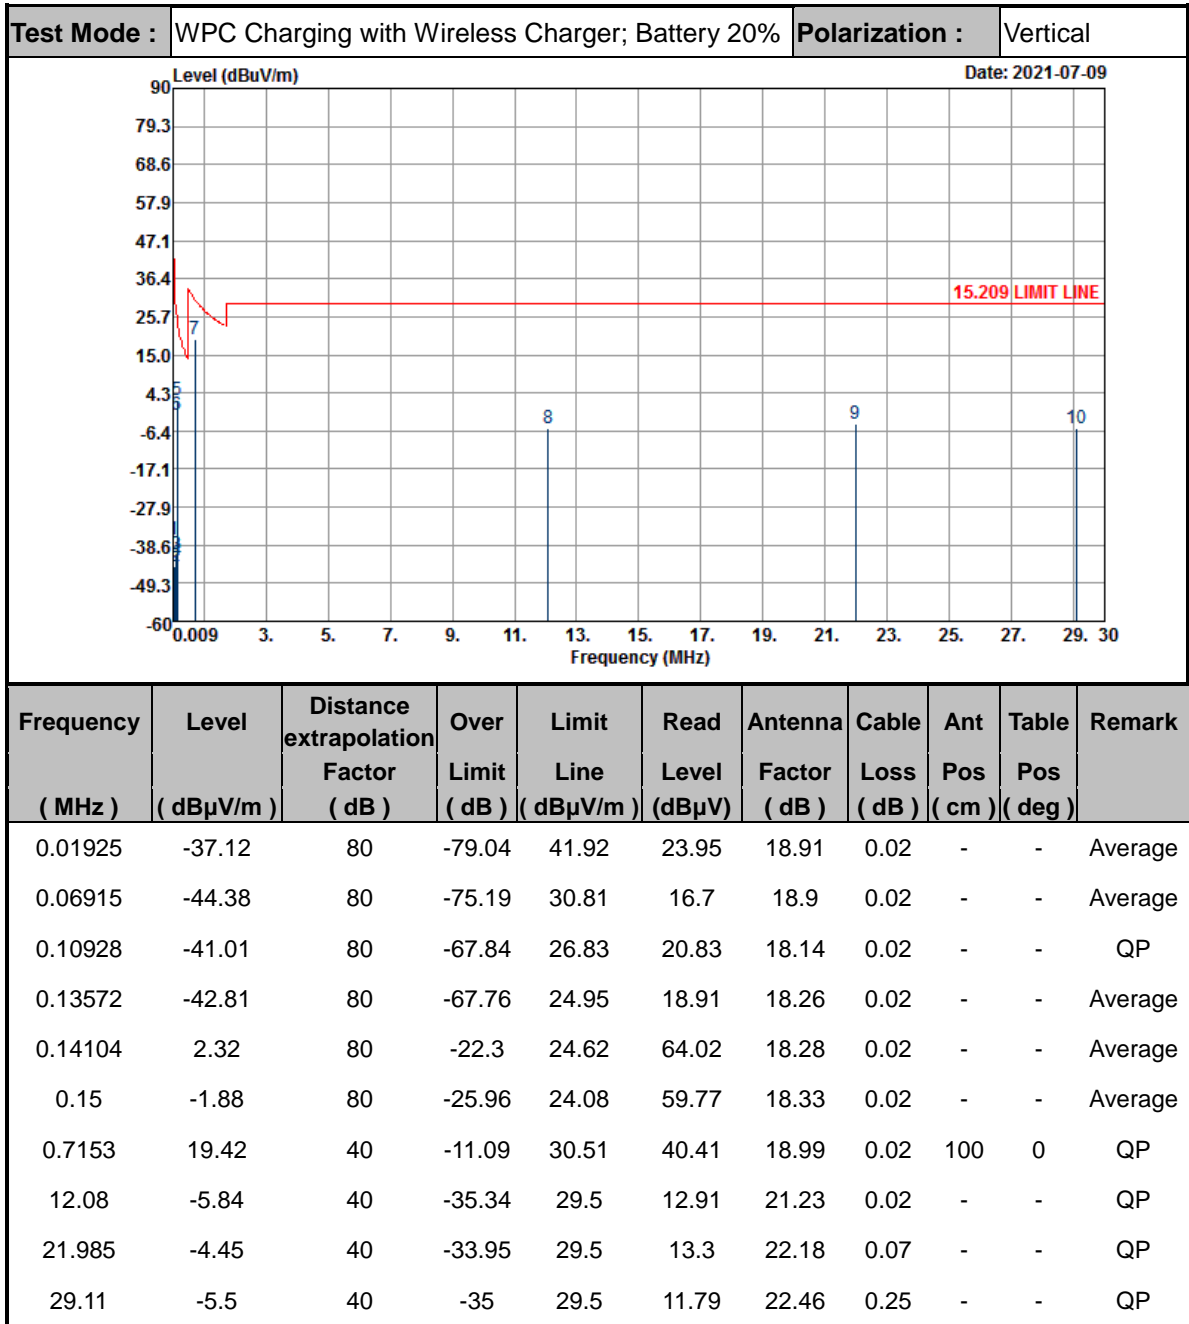 Test Mode : WPC Charging with Wireless Charger; Battery 20% Polarization : Vertical
Level (dBuV/m) Date: 2021-07-09
90
79.3
68.6
57.9
47.1
36.4
15.209 LIMIT LINE
25.7
7
15.0
4.3
5
6
8 9 10
-6.4
-17.1
-27.9
-38.6
-49.3
-60
0.009 3. 5. 7. 9. 11. 13. 15. 17. 19. 21. 23. 25. 27. 29. 30
Frequency (MHz)
Frequency Level Distance extrapolation Over Limit Read Antenna Cable Ant Table Remark
Factor Limit Line Level Factor Loss Pos Pos
( MHz ) ( dBµV/m ) ( dB ) ( dB ) ( dBµV/m ) (dBµV) ( dB ) ( dB ) ( cm ) ( deg )
0.01925 -37.12 80 -79.04 41.92 23.95 18.91 0.02 - - Average
0.06915 -44.38 80 -75.19 30.81 16.7 18.9 0.02 - - Average
0.10928 -41.01 80 -67.84 26.83 20.83 18.14 0.02 - - QP
0.13572 -42.81 80 -67.76 24.95 18.91 18.26 0.02 - - Average
0.14104 2.32 80 -22.3 24.62 64.02 18.28 0.02 - - Average
0.15 -1.88 80 -25.96 24.08 59.77 18.33 0.02 - - Average
0.7153 19.42 40 -11.09 30.51 40.41 18.99 0.02 100 0 QP
12.08 -5.84 40 -35.34 29.5 12.91 21.23 0.02 - - QP
21.985 -4.45 40 -33.95 29.5 13.3 22.18 0.07 - - QP
29.11 -5.5 40 -35 29.5 11.79 22.46 0.25 - - QP